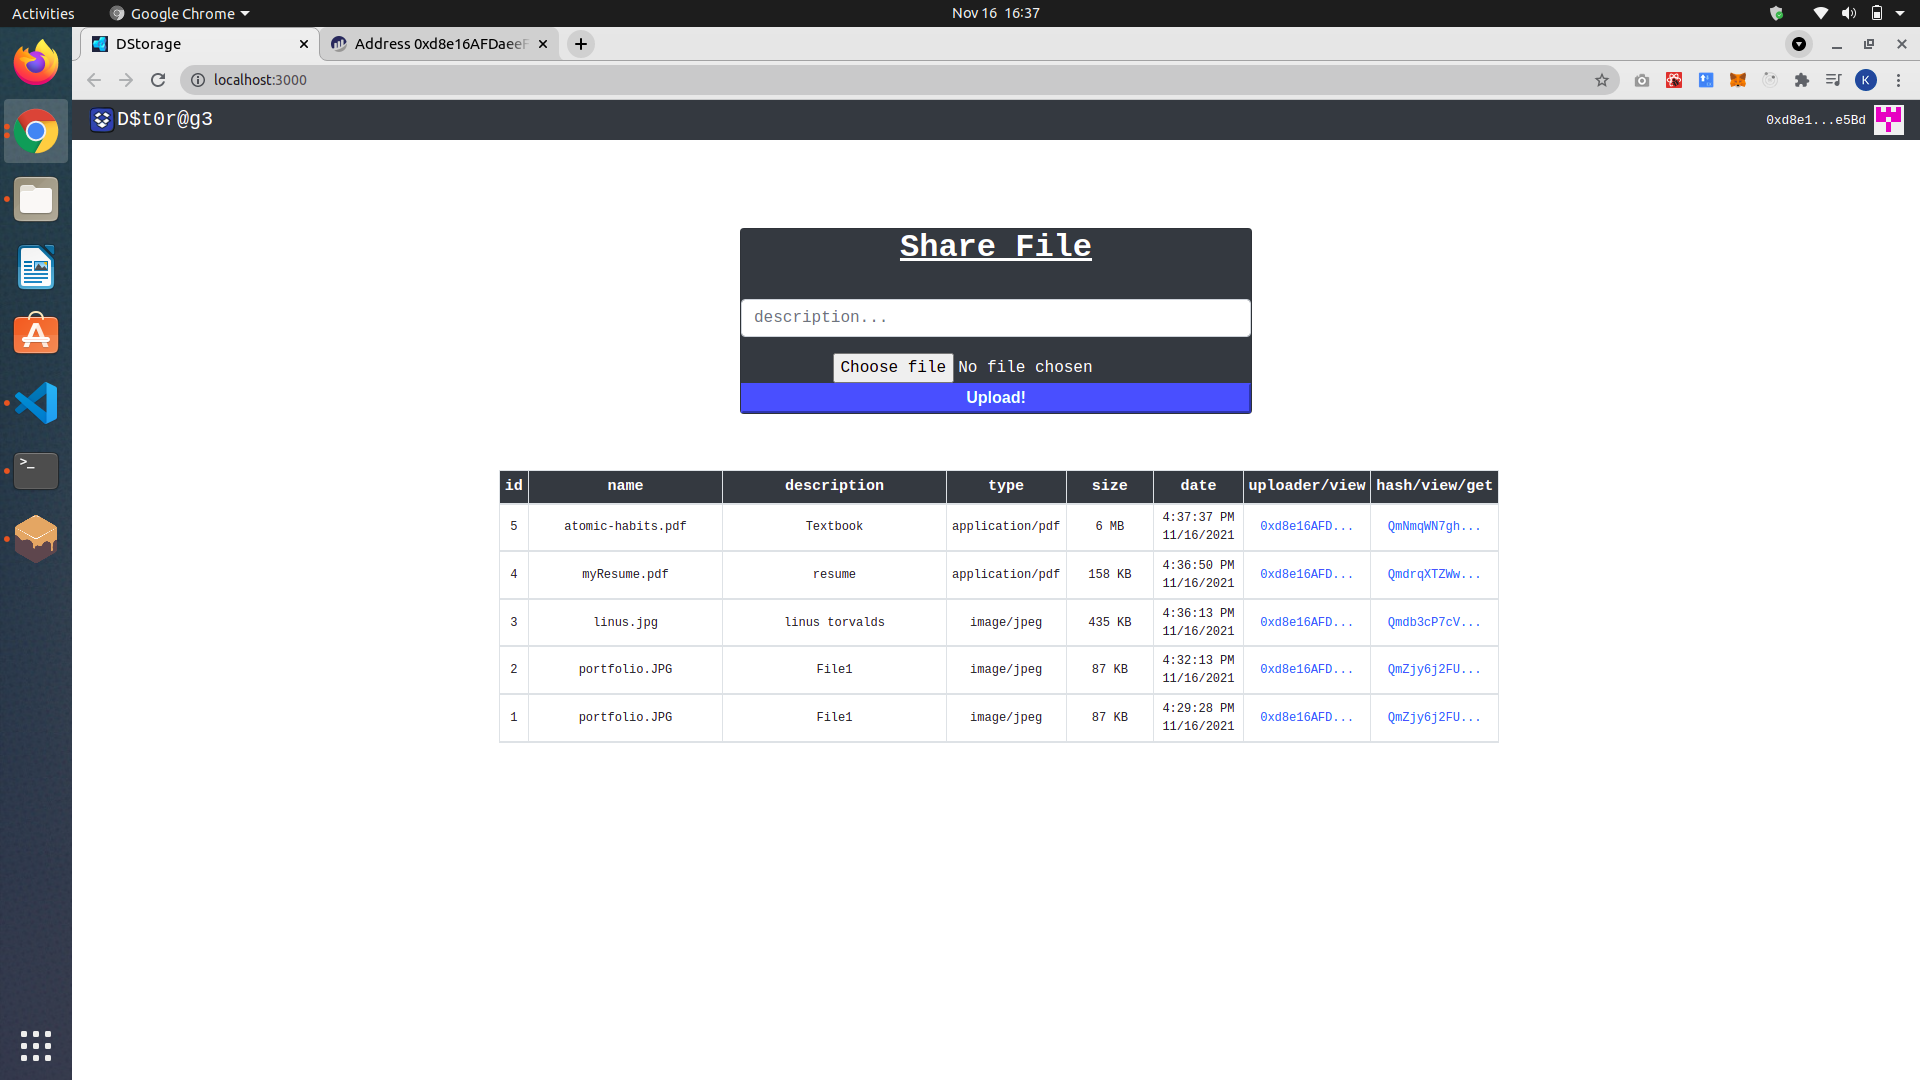 Activities
Google Chrome
Nov 16 16:37
DStorage
Address 0xd8e16AFDaeeF
localhost:3000
K
D$t0r@g3
0xd8e1...e5Bd
Share File
description...
Choose file No file chosen
Upload!
id name description type size date uploader/view hash/view/get
5 atomic-habits.pdf Textbook application/pdf 6 MB 4:37:37 PM 11/16/2021 0xd8e16AFD... QmNmqWN7gh...
4 myResume.pdf resume application/pdf 158 KB 4:36:50 PM 11/16/2021 0xd8e16AFD... QmdrqXTZWw...
3 linus.jpg linus torvalds image/jpeg 435 KB 4:36:13 PM 11/16/2021 0xd8e16AFD... Qmdb3cP7cV...
2 portfolio.JPG File1 image/jpeg 87 KB 4:32:13 PM 11/16/2021 0xd8e16AFD... QmZjy6j2FU...
1 portfolio.JPG File1 image/jpeg 87 KB 4:29:28 PM 11/16/2021 0xd8e16AFD... QmZjy6j2FU...